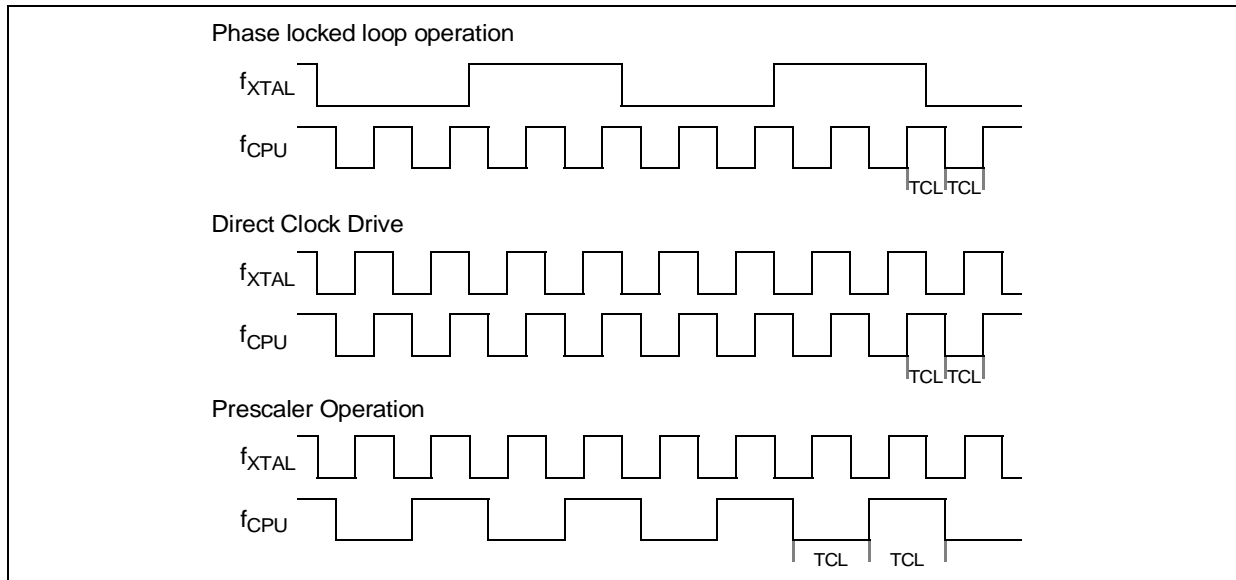 Phase locked loop operation
fXTAL
fCPU
TCL TCL
Direct Clock Drive
fXTAL
fCPU
TCL TCL
Prescaler Operation
fXTAL
fCPU
TCL TCL